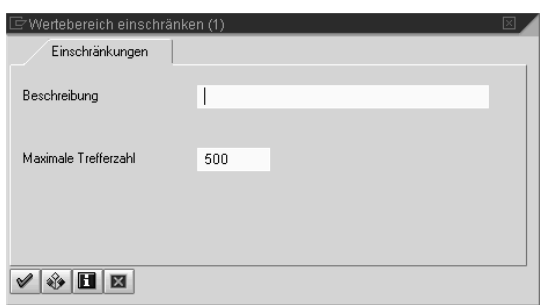 Wertebereich einschränken (1)
Einschränkungen
Beschreibung
Maximale Trefferzahl 500